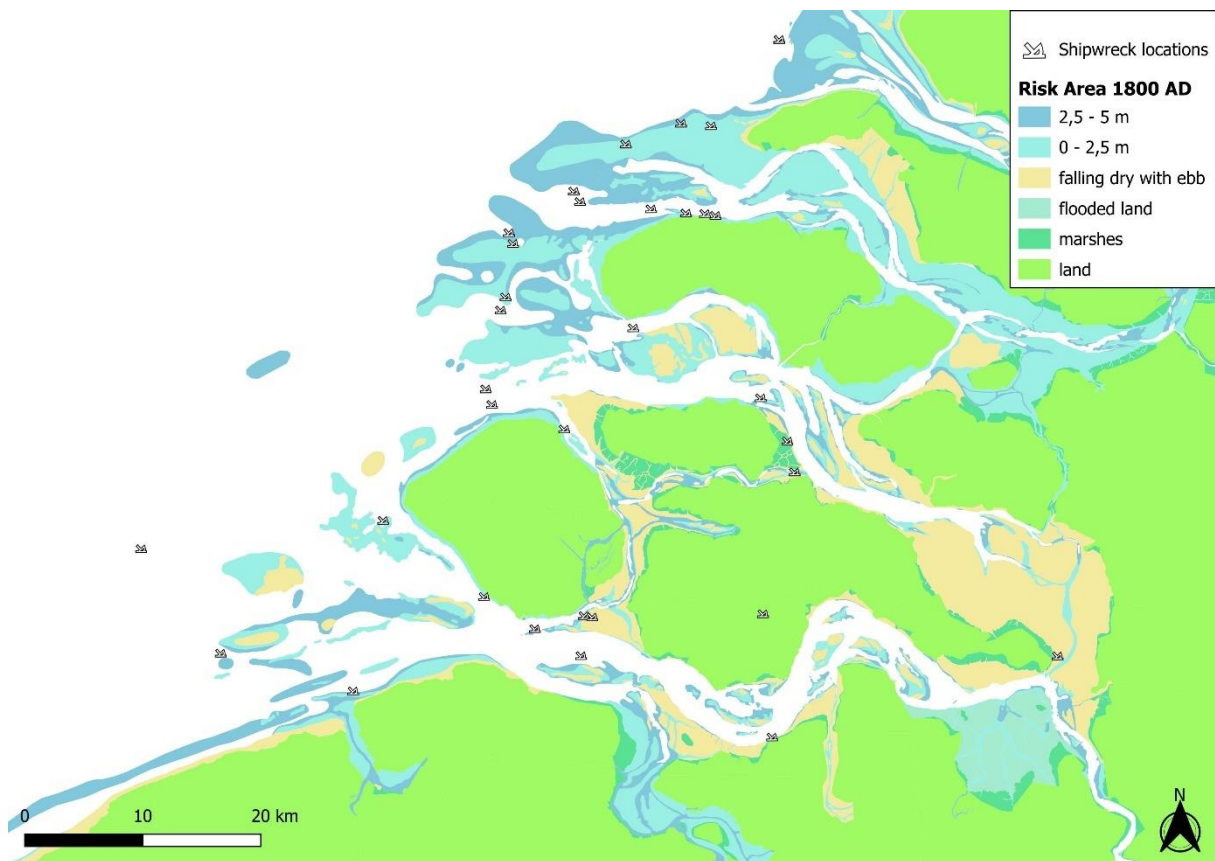 Shipwreck locations
Risk Area 1800 AD
2,5 - 5 m
0 - 2,5 m
falling dry with ebb
flooded land
marshes
land
0 10 20 km
N